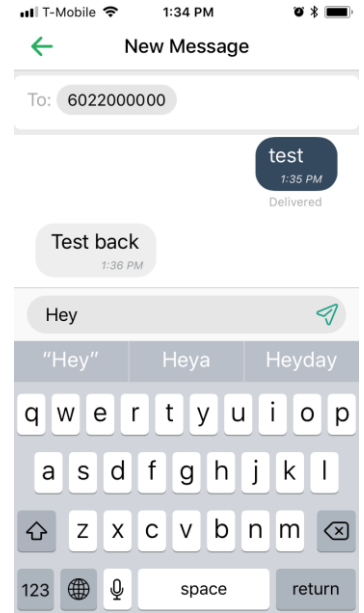 T-Mobile 1:34 PM
New Message
To: 6022000000
test
1:35 PM
Delivered
Test back
1:36 PM
Hey
“Hey” Heya Heyday
q w e r t y u i o p
a s d f g h j k l
z x c v b n m
123 space return